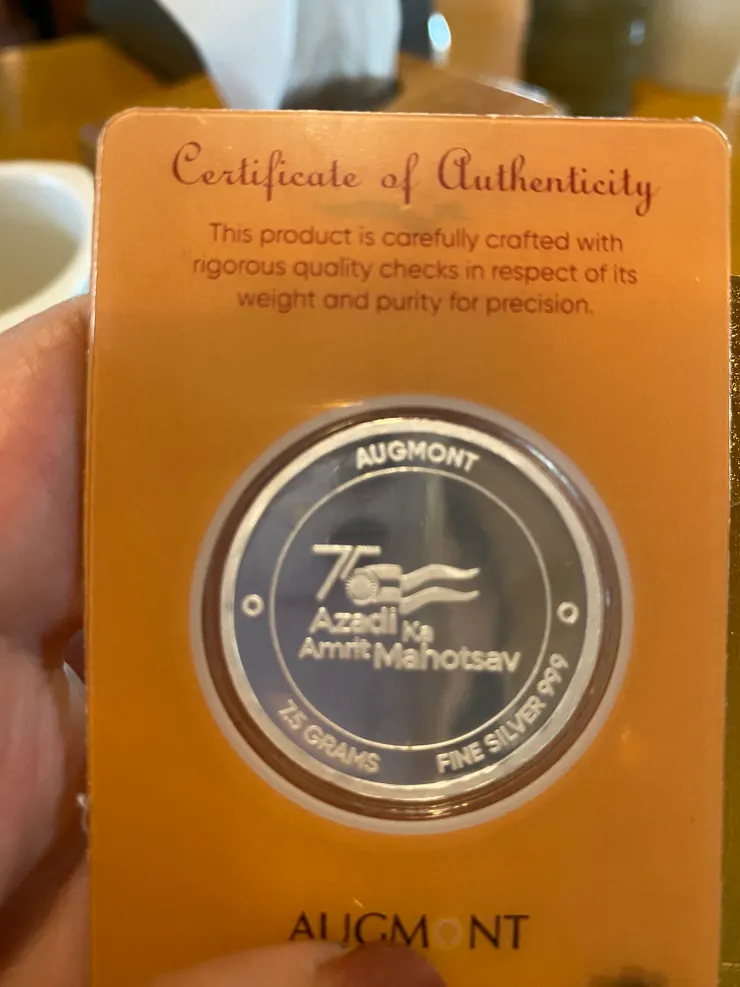 Certificate of Authenticity
This product is carefully crafted with
rigorous quality checks in respect of its
weight and purity for precision.
AUGMONT
75
Azadi Ka
Amrit Mahotsav
7.5 GRAMS
FINE SILVER 999
AUGMONT